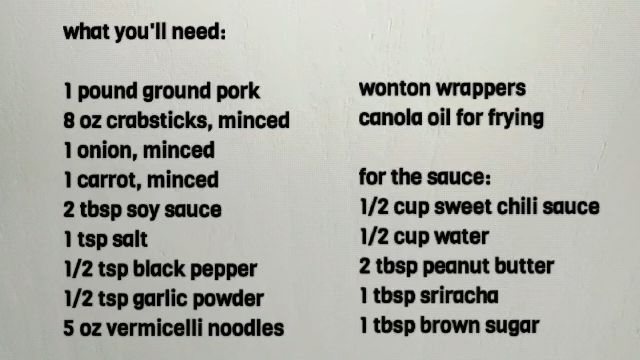 what you'll need:
1 pound ground pork
8 oz crabsticks, minced
1 onion, minced
1 carrot, minced
2 tbsp soy sauce
1 tsp salt
1/2 tsp black pepper
1/2 tsp garlic powder
5 oz vermicelli noodles
wonton wrappers
canola oil for frying
for the sauce:
1/2 cup sweet chili sauce
1/2 cup water
2 tbsp peanut butter
1 tbsp sriracha
1 tbsp brown sugar